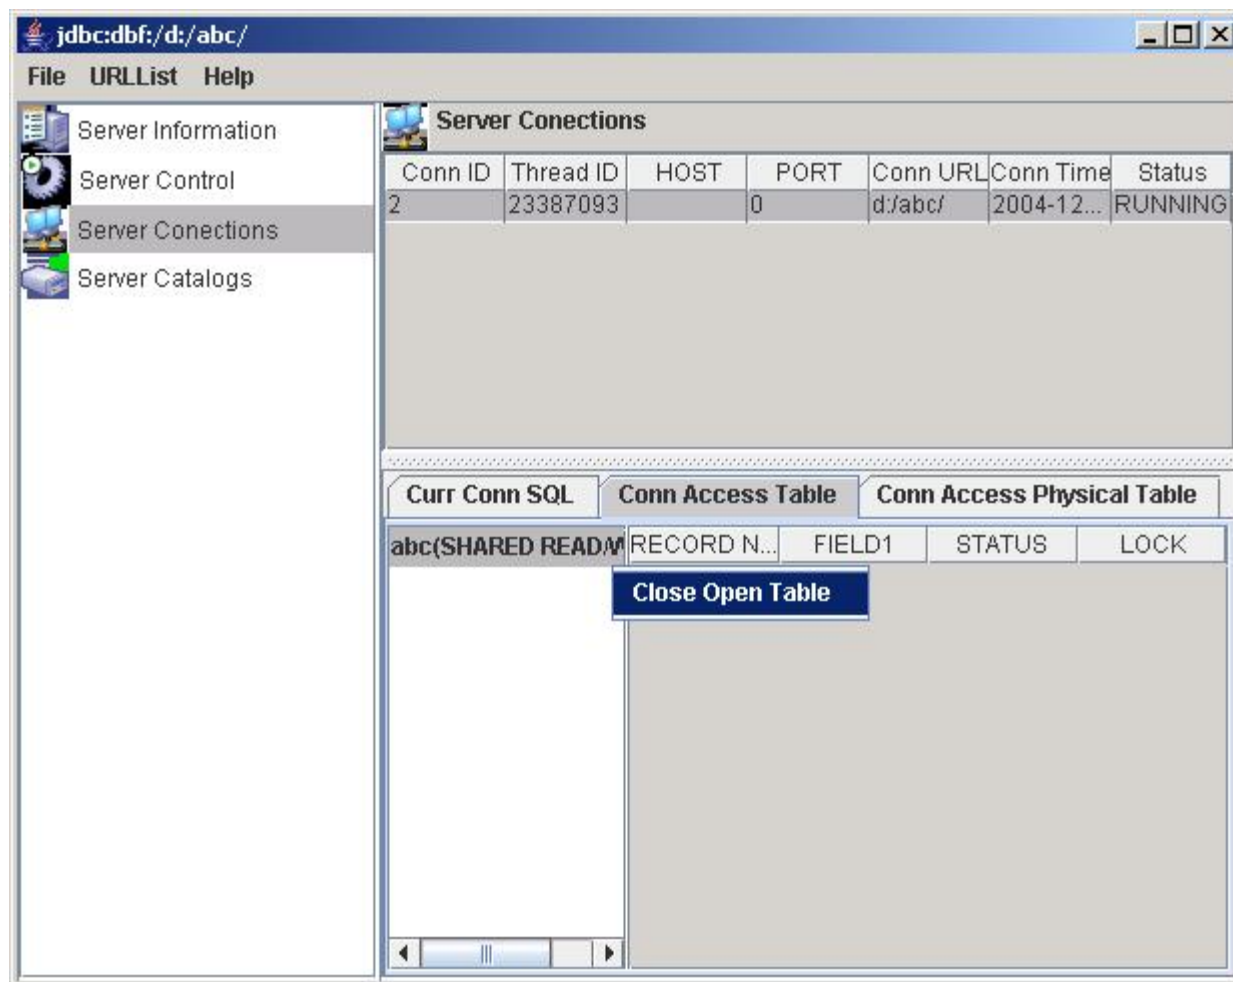 jdbc:dbf:/d:/abc/
File URLList Help
Server Information
Server Control
Server Conections
Server Catalogs
Server Conections
Conn ID Thread ID HOST PORT Conn URL Conn Time Status
2 23387093 0 d:/abc/ 2004-12... RUNNING
Curr Conn SQL Conn Access Table Conn Access Physical Table
abc(SHARED READ/W RECORD N... FIELD1 STATUS LOCK
Close Open Table